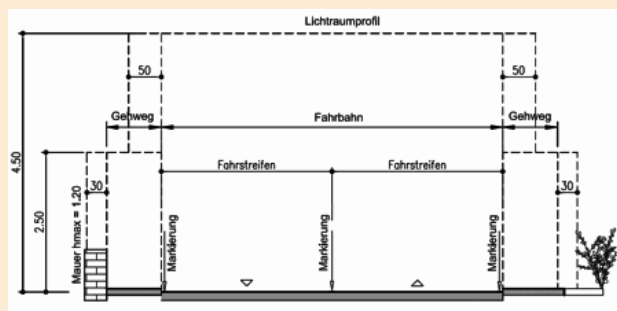 Lichtraumprofil
50
50
Gehweg
Fahrbahn
Gehweg
4.50
Fahrstreifen
Fahrstreifen
30
30
2.50
Mauer hmax = 1.20
Markierung
Markierung
Markierung